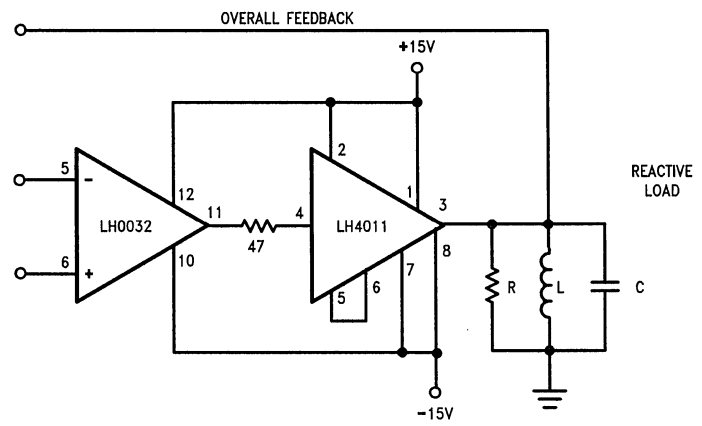 OVERALL FEEDBACK
+15V
2
5
-
12
1
3
REACTIVE
LOAD
LH0032
11
4
LH4011
47
8
6
+
10
7
5
6
R
L
C
-15V